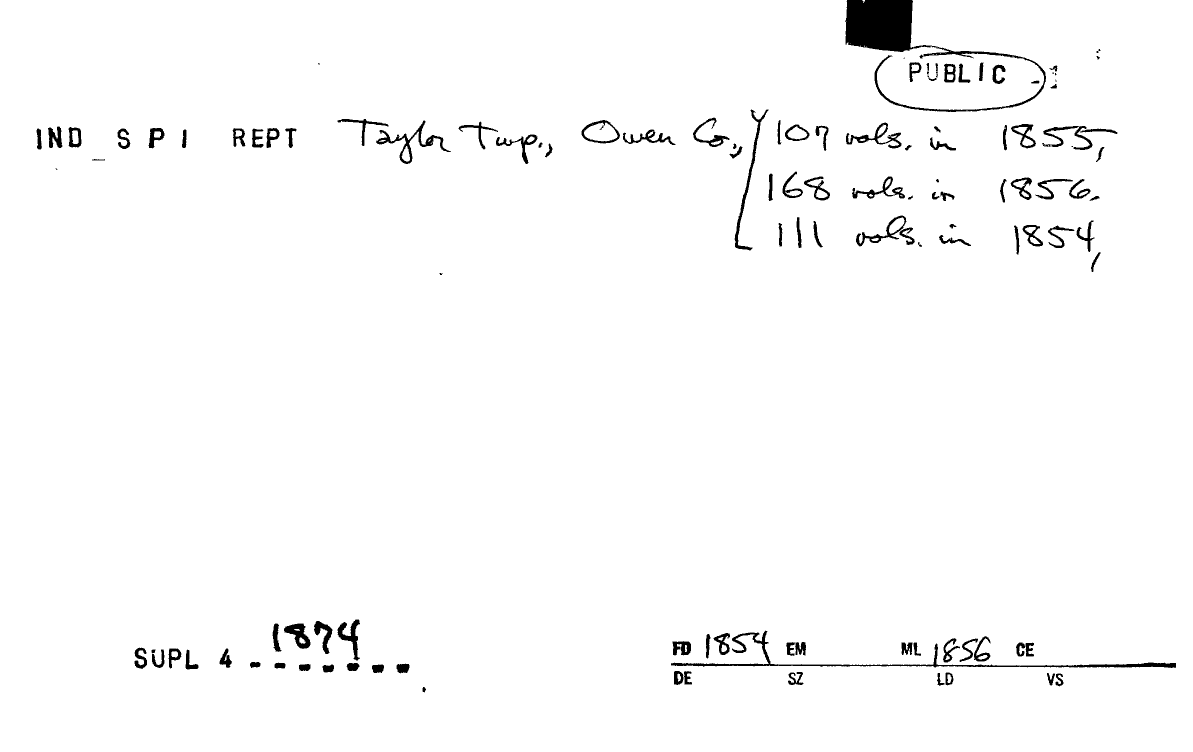 PUBLIC -1
IND S P I REPT Taylor Twp., Owen Co., 107 vols. in 1855,
168 vols. in 1856.
111 vols. in 1854,
SUPL 4 1874
FD 1854 EM ML 1856 CE
DE SZ LD VS